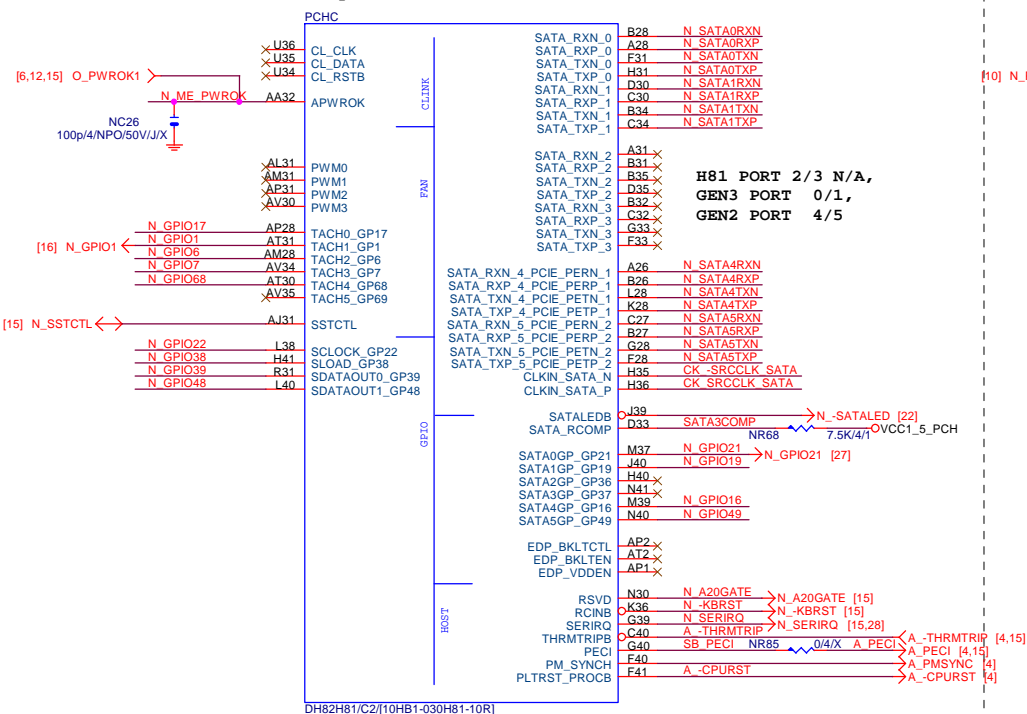 PCHC
U36 CL_CLK
U35 CL_DATA
U34 CL_RSTB
[6,12,15] O_PWROK1
N_ME_PWROK AA32 APWROK
NC26
100p/4/NPO/50V/J/X
CLINK
AL31 PWM0
AM31 PWM1
AP31 PWM2
AV30 PWM3
FAN
N_GPIO17 AP28 TACH0_GP17
[16] N_GPIO1 N_GPIO1 AT31 TACH1_GP1
N_GPIO6 AM28 TACH2_GP6
N_GPIO7 AV34 TACH3_GP7
N_GPIO68 AT30 TACH4_GP68
AV35 TACH5_GP69
[15] N_SSTCTL AJ31 SSTCTL
N_GPIO22 L38 SCLOCK_GP22
N_GPIO38 H41 SLOAD_GP38
N_GPIO39 R31 SDATAOUT0_GP39
N_GPIO48 L40 SDATAOUT1_GP48
GPIO
HOST
SATA_RXN_0 B28 N_SATA0RXN
SATA_RXP_0 A28 N_SATA0RXP
SATA_TXN_0 F31 N_SATA0TXN
SATA_TXP_0 H31 N_SATA0TXP
SATA_RXN_1 D30 N_SATA1RXN
SATA_RXP_1 C30 N_SATA1RXP
SATA_TXN_1 B34 N_SATA1TXN
SATA_TXP_1 C34 N_SATA1TXP
[10] N_I
SATA_RXN_2 A31
SATA_RXP_2 B31
SATA_TXN_2 B35
SATA_TXP_2 D35
SATA_RXN_3 B32
SATA_RXP_3 C32
SATA_TXN_3 G33
SATA_TXP_3 F33
H81 PORT 2/3 N/A,
GEN3 PORT 0/1,
GEN2 PORT 4/5
SATA_RXN_4_PCIE_PERN_1 A26 N_SATA4RXN
SATA_RXP_4_PCIE_PERP_1 B26 N_SATA4RXP
SATA_TXN_4_PCIE_PETN_1 L28 N_SATA4TXN
SATA_TXP_4_PCIE_PETP_1 K28 N_SATA4TXP
SATA_RXN_5_PCIE_PERN_2 C27 N_SATA5RXN
SATA_RXP_5_PCIE_PERP_2 B27 N_SATA5RXP
SATA_TXN_5_PCIE_PETN_2 G28 N_SATA5TXN
SATA_TXP_5_PCIE_PETP_2 F28 N_SATA5TXP
CLKIN_SATA_N H35 CK_-SRCCLK_SATA
CLKIN_SATA_P H36 CK_SRCCLK_SATA
SATALEDB J39 N_-SATALED [22]
SATA_RCOMP D33 SATA3COMP NR68 7.5K/4/1 VCC1_5_PCH
SATA0GP_GP21 M37 N_GPIO21 N_GPIO21 [27]
SATA1GP_GP19 J40 N_GPIO19
SATA2GP_GP36 H40
SATA3GP_GP37 N41
SATA4GP_GP16 M39 N_GPIO16
SATA5GP_GP49 N40 N_GPIO49
EDP_BKLTCTL AP2
EDP_BKLTEN AT2
EDP_VDDEN AP1
RSVD N30 N_A20GATE N_A20GATE [15]
RCINB K36 N_-KBRST N_-KBRST [15]
SERIRQ G39 N_SERIRQ N_SERIRQ [15,28]
THRMTRIPB C40 A_-THRMTRIP A_-THRMTRIP [4,15]
PECI G40 SB_PECI NR85 0/4/X A_PECI A_PECI [4,15]
PM_SYNCH F40 A_PMSYNC [4]
PLTRST_PROCB F41 A_-CPURST A_-CPURST [4]
DH82H81/C2/[10HB1-030H81-10R]